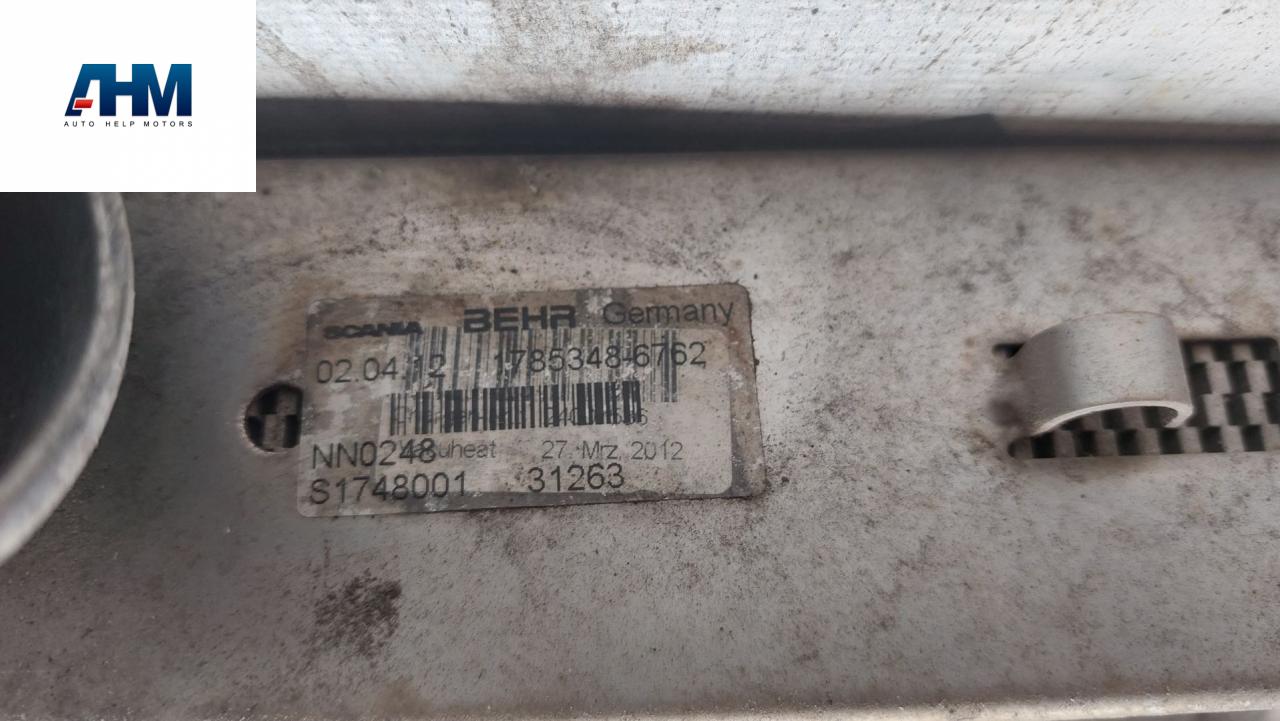 AHM
AUTO HELP MOTORS
SCANIA BEHR Germany
02.04.12 1785348-6762
NN0248 27. Mrz. 2012
S1748001 31263